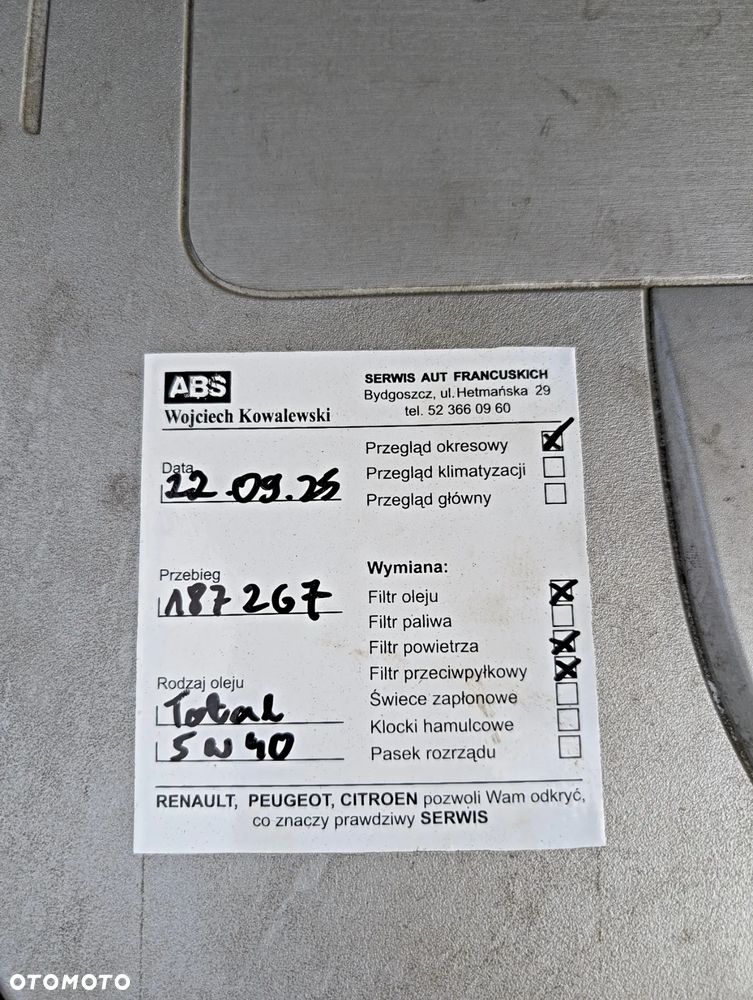 ABS
Wojciech Kowalewski
SERWIS AUT FRANCUSKICH
Bydgoszcz, ul. Hetmańska 29
tel. 52 366 09 60
Data
22.09.25
Przegląd okresowy
Przegląd klimatyzacji
Przegląd główny
Przebieg
187 267
Rodzaj oleju
Total
5W40
Wymiana:
Filtr oleju
Filtr paliwa
Filtr powietrza
Filtr przeciwpyłkowy
Świece zapłonowe
Klocki hamulcowe
Pasek rozrządu
RENAULT, PEUGEOT, CITROEN pozwoli Wam odkryć,
co znaczy prawdziwy SERWIS
OTOMOTO